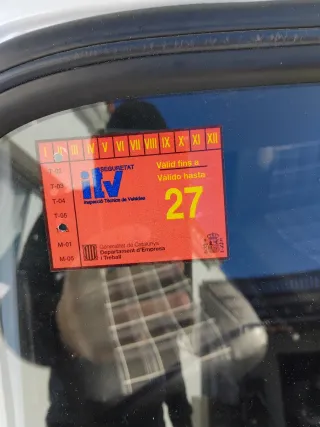 I II III IV V VI VII VIII IX X XI XII
SEGURETAT
itv
Inspecció Tècnica de Vehicles
Vàlid fins a
Válido hasta
27
T-03
T-04
T-05
M-01
M-05
Generalitat de Catalunya
Departament d'Empresa
i Treball